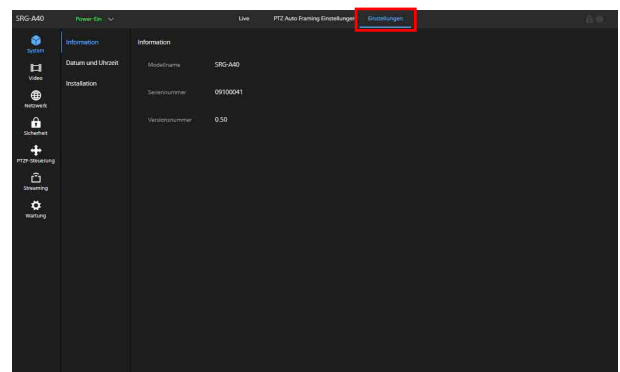 SRG-A40
Power-Ein
Live
PTZ Auto Framing Einstellungen
Einstellungen
System
Video
Netzwerk
Sicherheit
PTZF-Steuerung
Streaming
Wartung
Information
Datum und Uhrzeit
Installation
Information
Modellname SRG-A40
Seriennummer 09100041
Versionsnummer 0.50